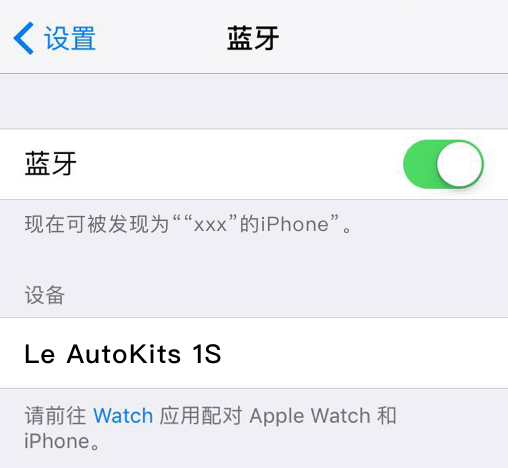 设置
蓝牙
蓝牙
现在可被发现为““xxx”的iPhone”。
设备
Le AutoKits 1S
请前往 Watch 应用配对 Apple Watch 和
iPhone。